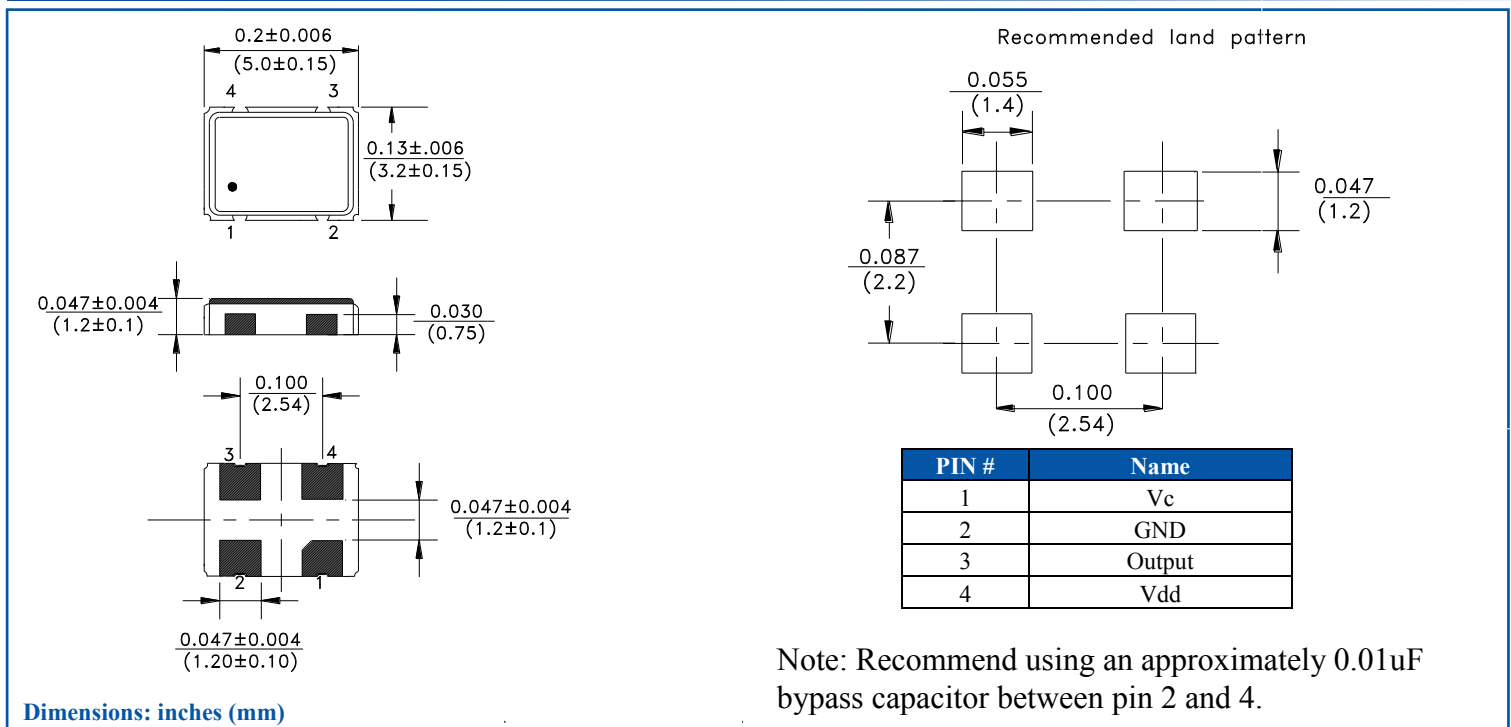 0.2±0.006
(5.0±0.15)
4 3
0.13±.006
(3.2±0.15)
1 2
0.047±0.004
(1.2±0.1)
0.030
(0.75)
0.100
(2.54)
3 4
0.047±0.004
(1.2±0.1)
2 1
0.047±0.004
(1.20±0.10)
Dimensions: inches (mm)
Recommended land pattern
0.055
(1.4)
0.047
(1.2)
0.087
(2.2)
0.100
(2.54)
PIN # Name
1 Vc
2 GND
3 Output
4 Vdd
Note: Recommend using an approximately 0.01uF
bypass capacitor between pin 2 and 4.